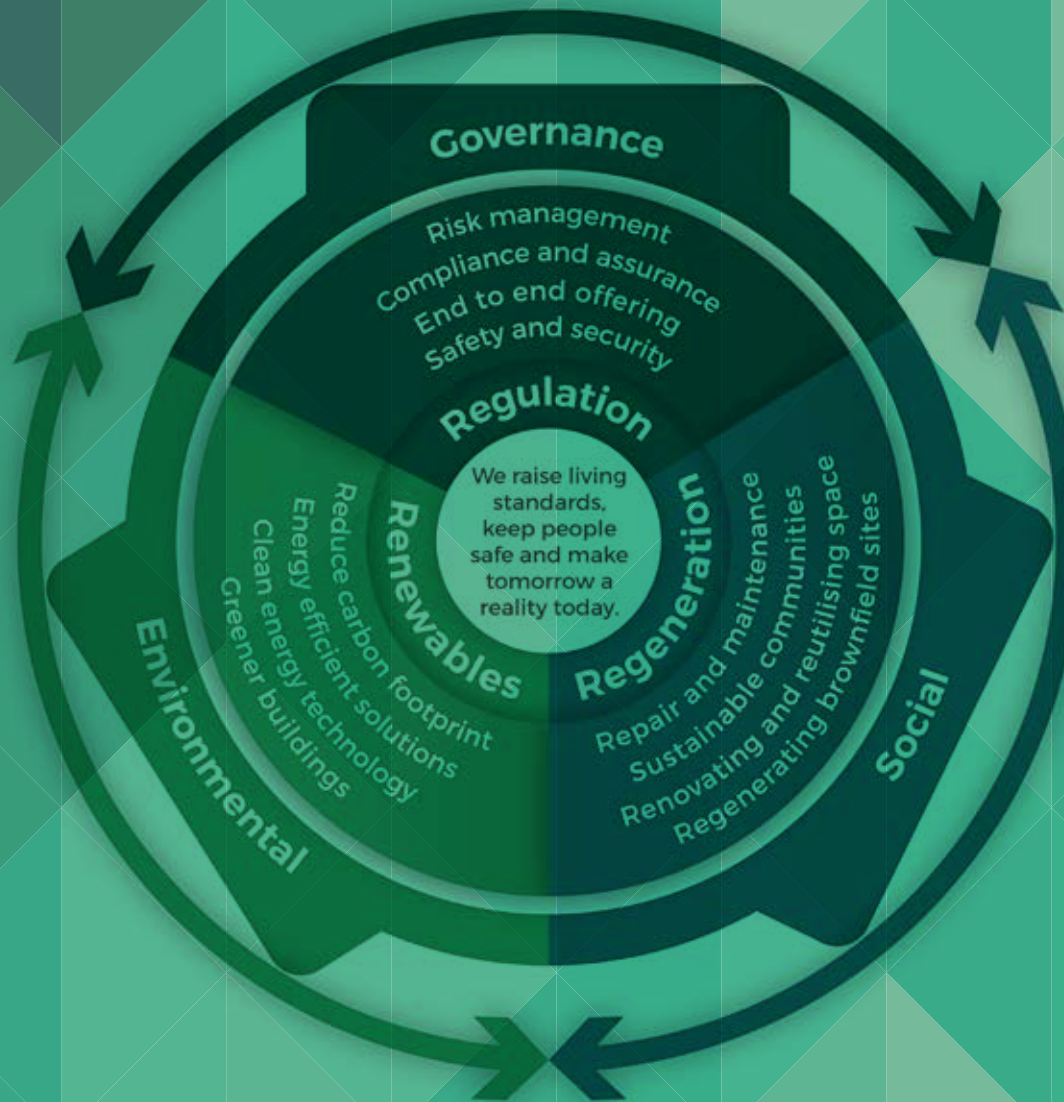 Governance
Risk management
Compliance and assurance
End to end offering
Safety and security
Regulation
We raise living
standards,
keep people
safe and make
tomorrow a
reality today.
Renewables
Reduce carbon footprint
Energy efficient solutions
Clean energy technology
Greener buildings
Environmental
Regeneration
Repair and maintenance
Sustainable communities
Renovating and reutilising space
Regenerating brownfield sites
Social